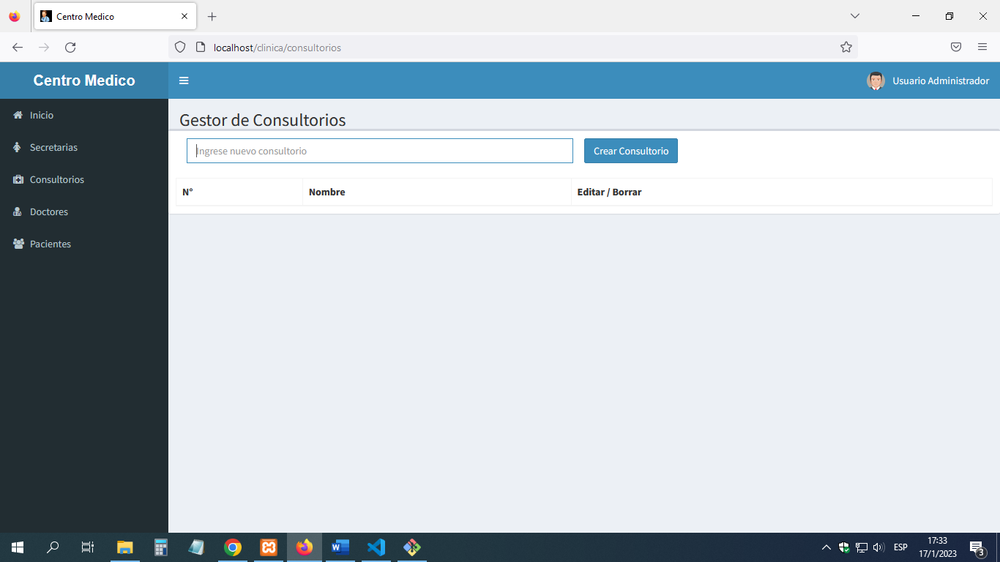 Centro Medico
localhost/clinica/consultorios
Centro Medico
Usuario Administrador
Inicio
Secretarias
Consultorios
Doctores
Pacientes
Gestor de Consultorios
Ingrese nuevo consultorio
Crear Consultorio
N° Nombre Editar / Borrar
ESP
17:33
17/1/2023
3